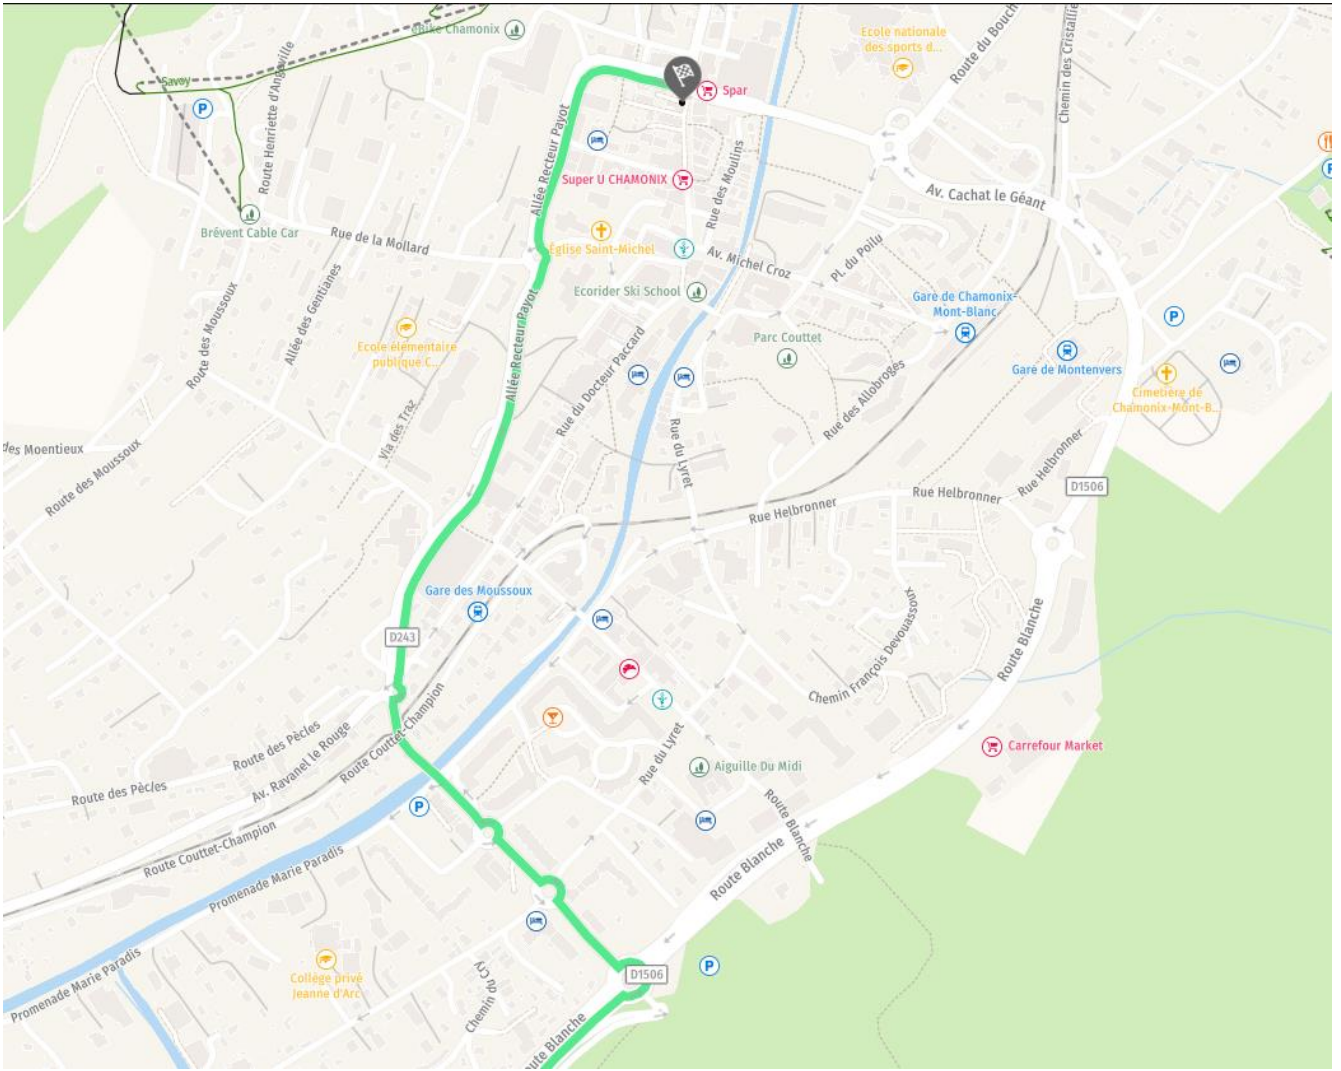 eBike Chamonix
Ecole nationale
des sports d...
Route du Bouch
Chemin des Cristallie
Savoy
P
Route Henriette d'Angeville
Allée Recteur Payot
Spar
Super U CHAMONIX
Rue des Moulins
Av. Cachat le Géant
P
Brévent Cable Car
Rue de la Mollard
Église Saint-Michel
Av. Michel Croz
Pl. du Poilu
Ecorider Ski School
Gare de Chamonix-
Mont-Blanc
Route des Moussoux
Allée des Gentianes
Allée Recteur Payot
Ecole élémentaire
publique C...
Parc Couttet
P
Gare de Montenvers
Cimetière de
Chamonix-Mont-B...
Rue du Docteur Paccard
Rue des Allobroges
Via des Traz
des Moentieux
Route des Moussoux
Rue du Lyret
Rue Helbronner
Rue Helbronner
Rue Helbronner
D1506
Gare des Moussoux
D243
Chemin François Devouassoux
Route Blanche
Route des Pècles
Av. Ravanel le Rouge
Route Couttet-Champion
Route des Pècles
Rue du Lyret
Aiguille Du Midi
Carrefour Market
P
Route Couttet-Champion
Route Blanche
Route Blanche
Promenade Marie Paradis
Promenade Marie Paradis
Collège privé
Jeanne d'Arc
Chemin du Cry
D1506
P
oute Blanche